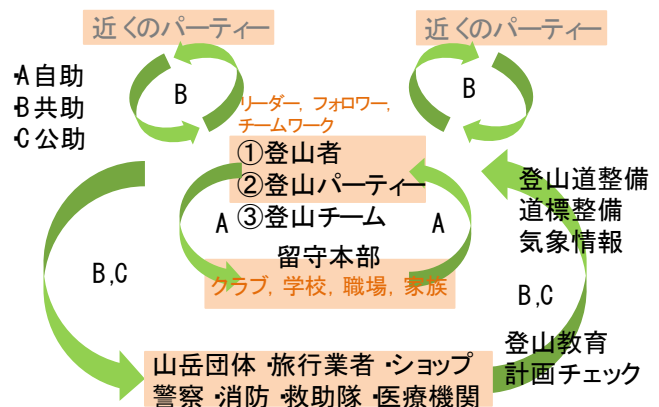 近くのパーティー
近くのパーティー
・A自助
・B共助
・C公助
B
B
リーダー, フォロワー,
チームワーク
①登山者
②登山パーティー
③登山チーム
A
A
留守本部
クラブ, 学校, 職場, 家族
B,C
登山道整備
道標整備
気象情報
B,C
登山教育
計画チェック
山岳団体・旅行業者・ショップ
警察・消防・救助隊・医療機関